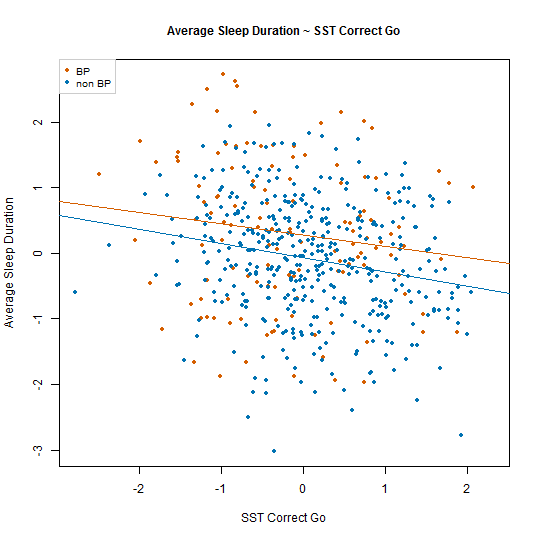 Average Sleep Duration ~ SST Correct Go
BP
non BP
2
1
0
-1
-2
-3
Average Sleep Duration
-2 -1 0 1 2
SST Correct Go